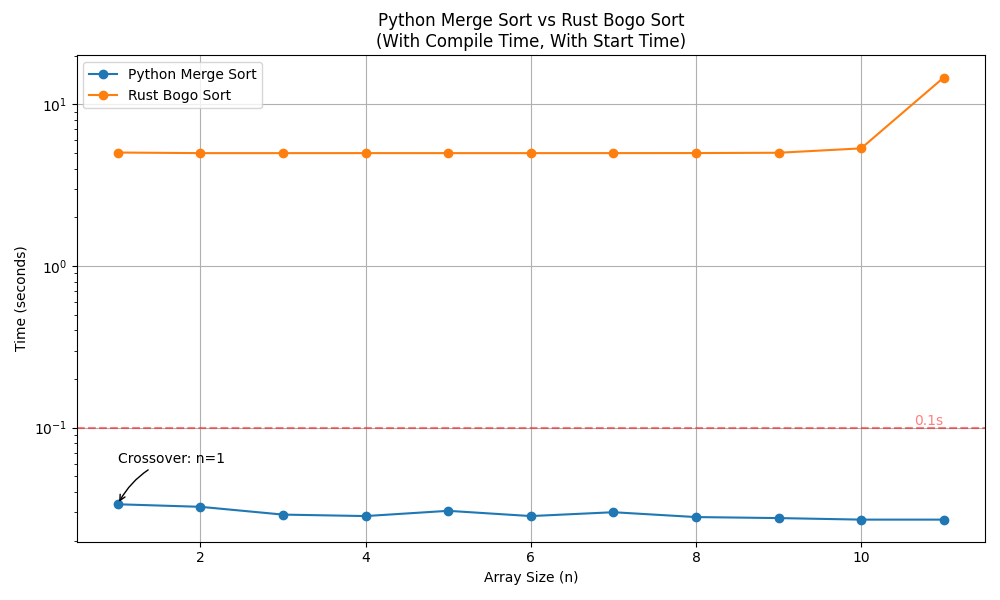 Python Merge Sort vs Rust Bogo Sort
(With Compile Time, With Start Time)
Python Merge Sort
Rust Bogo Sort
10¹
10⁰
10⁻¹
Time (seconds)
0.1s
Crossover: n=1
2 4 6 8 10
Array Size (n)